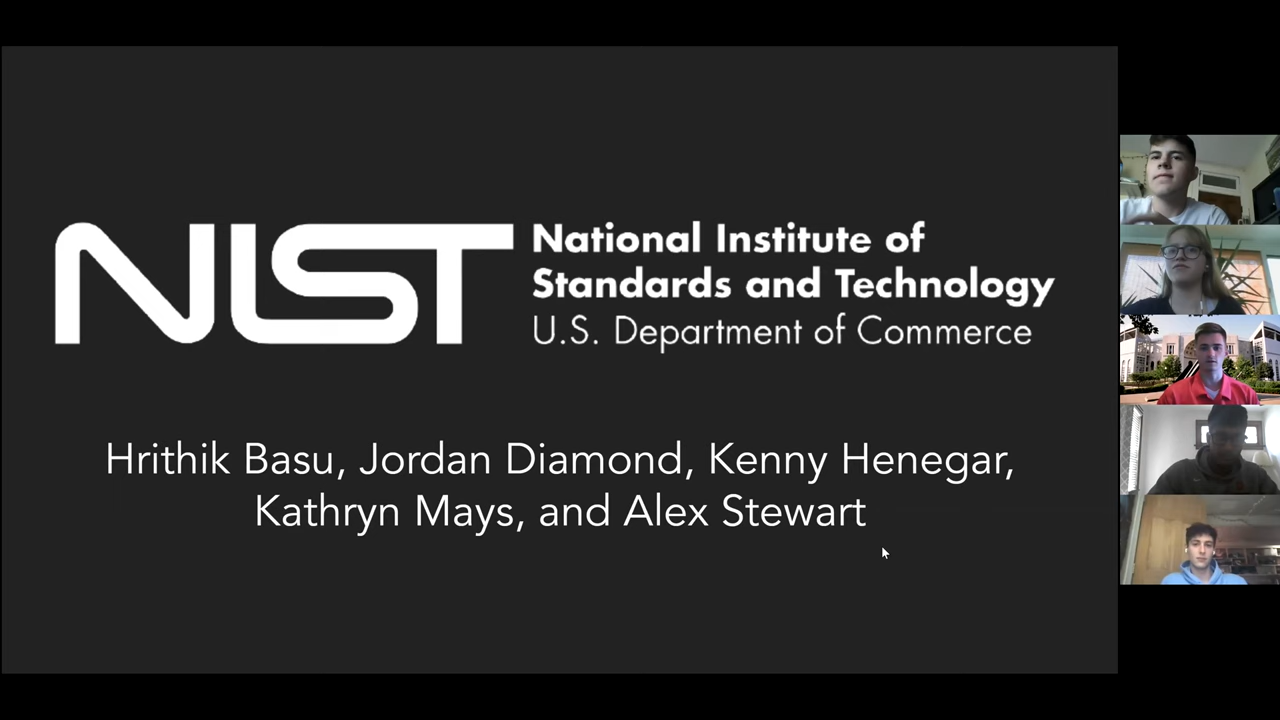 NIST
National Institute of
Standards and Technology
U.S. Department of Commerce
Hrithik Basu, Jordan Diamond, Kenny Henegar,
Kathryn Mays, and Alex Stewart